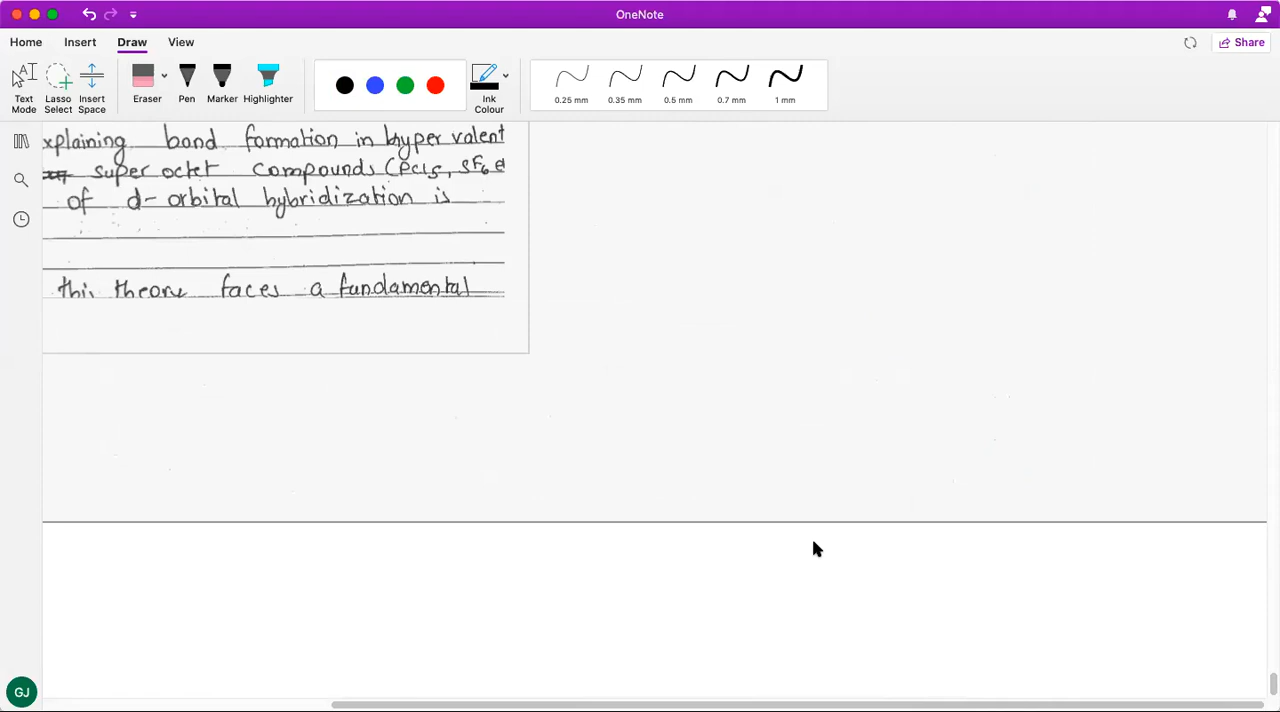 OneNote
Home Insert Draw View
Share
Text Mode
Lasso Select
Insert Space
Eraser
Pen
Marker
Highlighter
Ink Colour
0.25 mm
0.35 mm
0.5 mm
0.7 mm
1 mm
xplaining bond formation in hyper valent
super octet compounds (PCl5, SF6 e
of d- orbital hybridization is
this theory faces a fundamental
GJ